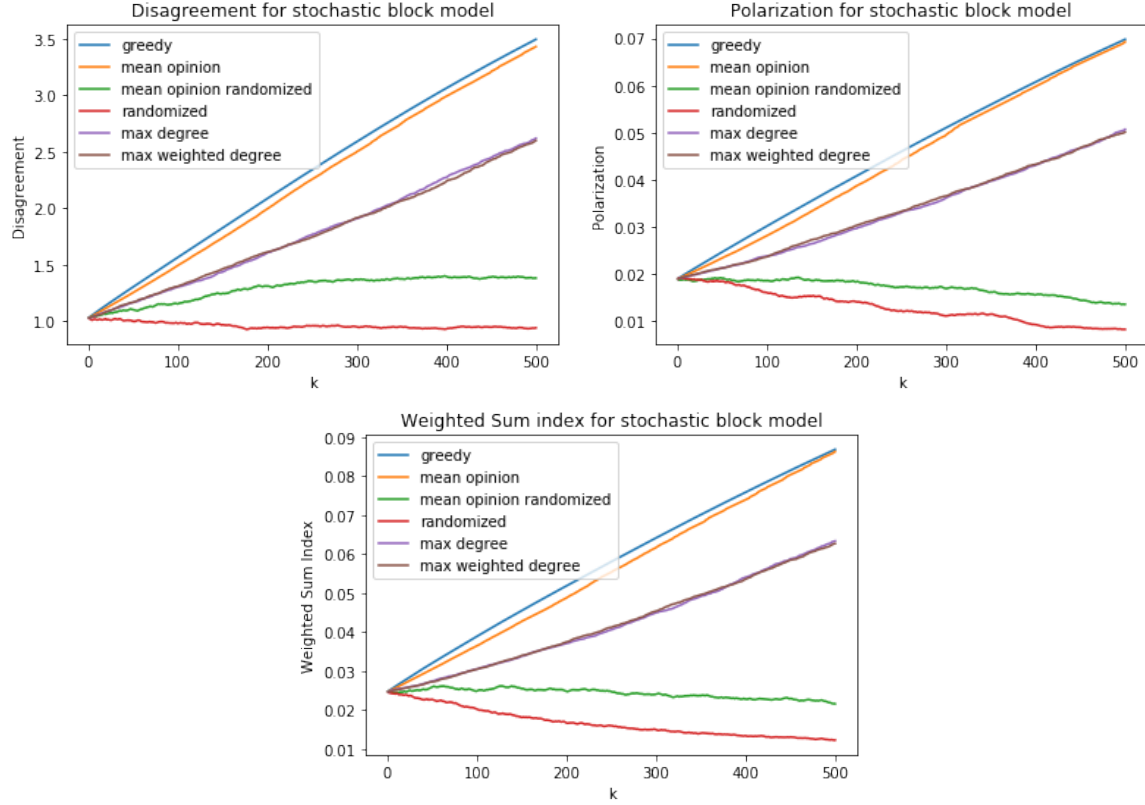 Disagreement for stochastic block model
3.5
3.0
2.5
2.0
1.5
1.0
Disagreement
greedy
mean opinion
mean opinion randomized
randomized
max degree
max weighted degree
0 100 200 300 400 500
k
Polarization for stochastic block model
0.07
0.06
0.05
0.04
0.03
0.02
0.01
Polarization
greedy
mean opinion
mean opinion randomized
randomized
max degree
max weighted degree
0 100 200 300 400 500
k
Weighted Sum index for stochastic block model
0.09
0.08
0.07
0.06
0.05
0.04
0.03
0.02
0.01
Weighted Sum Index
greedy
mean opinion
mean opinion randomized
randomized
max degree
max weighted degree
0 100 200 300 400 500
k